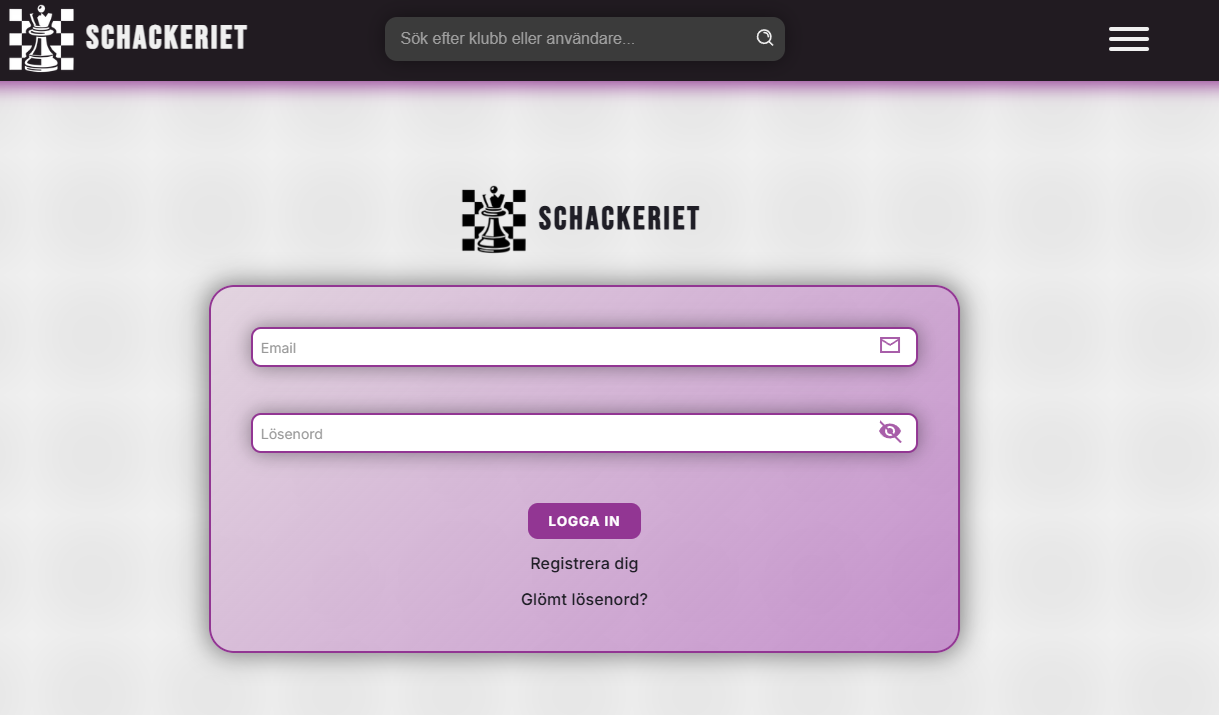 SCHACKERIET
Sök efter klubb eller användare...
SCHACKERIET
Email
Lösenord
LOGGA IN
Registrera dig
Glömt lösenord?